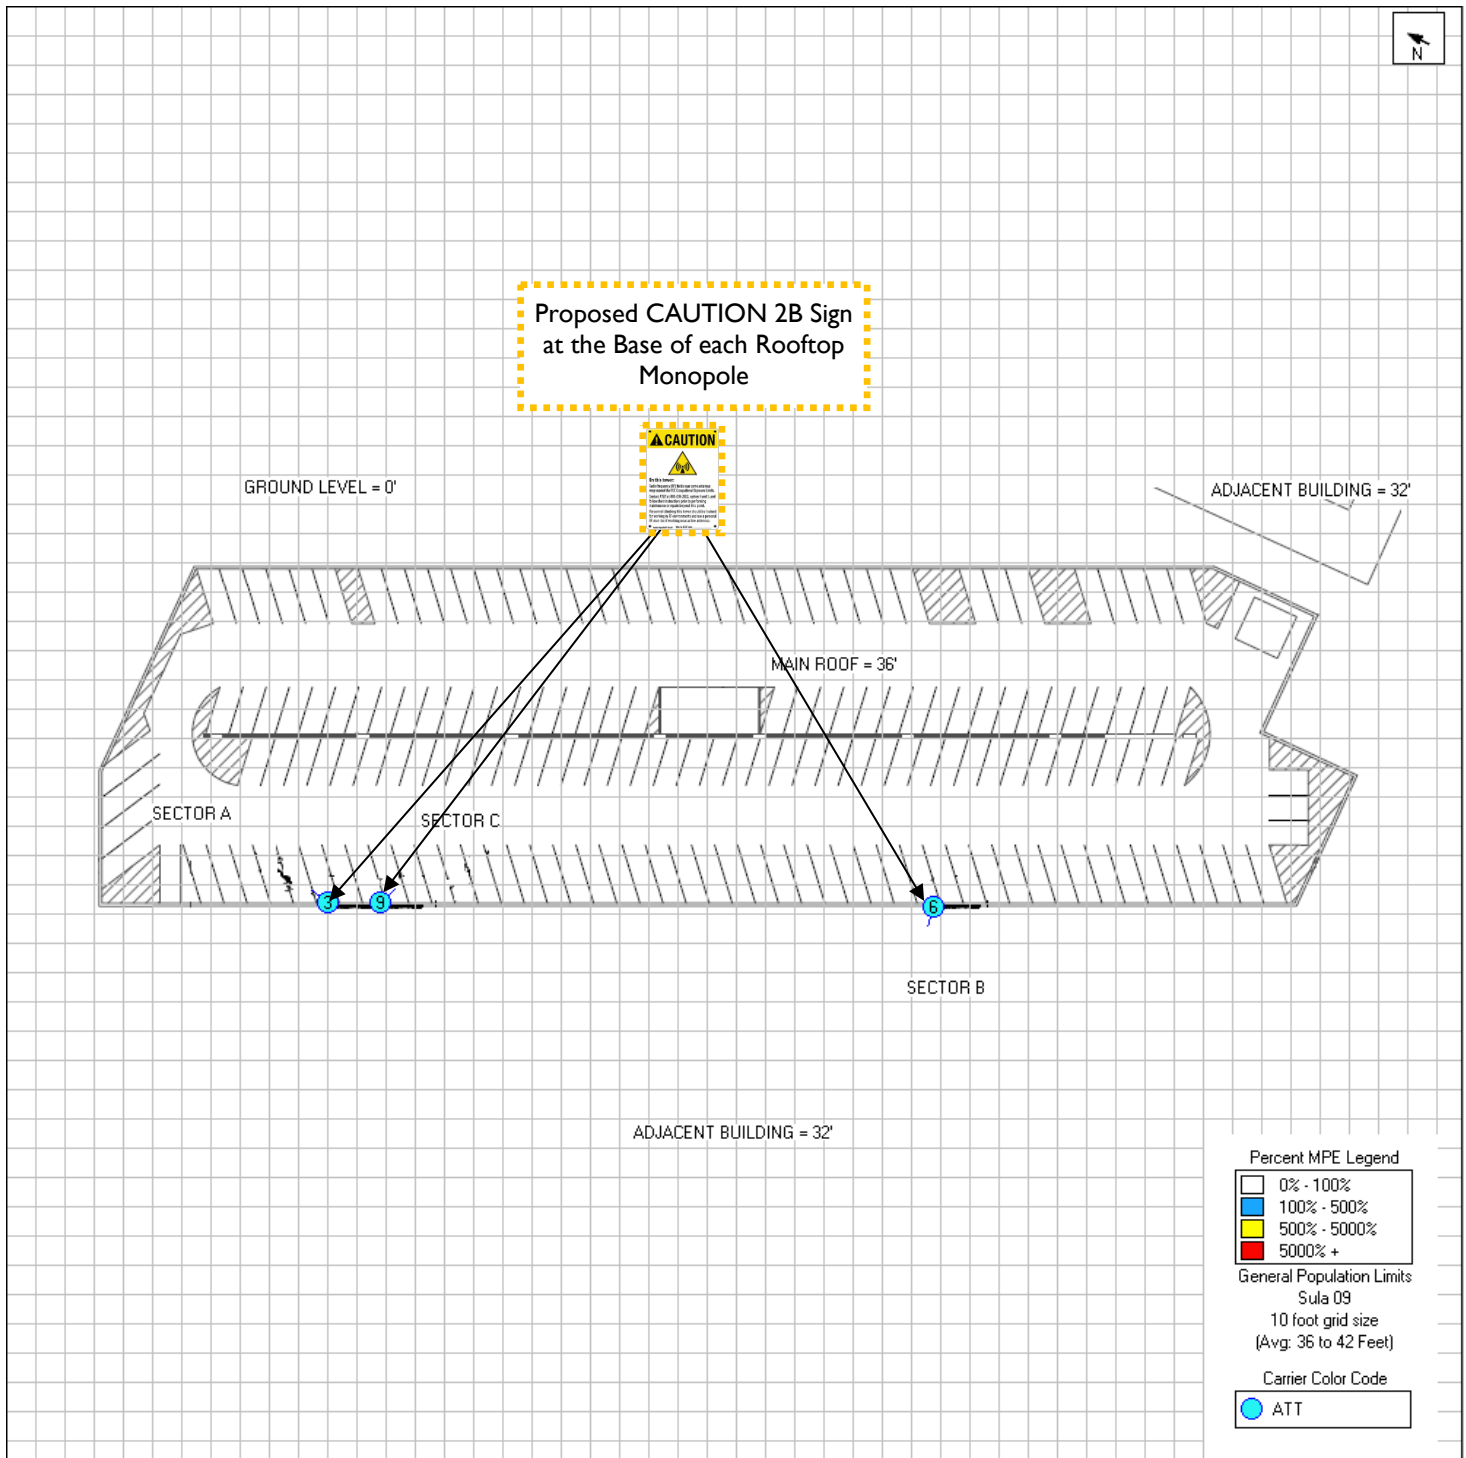 N
Proposed CAUTION 2B Sign
at the Base of each Rooftop
Monopole
CAUTION
On this tower:
GROUND LEVEL = 0'
ADJACENT BUILDING = 32'
MAIN ROOF = 36'
SECTOR A
SECTOR C
3
9
6
SECTOR B
ADJACENT BUILDING = 32'
Percent MPE Legend
0% - 100%
100% - 500%
500% - 5000%
5000% +
General Population Limits
Sula 09
10 foot grid size
(Avg: 36 to 42 Feet)
Carrier Color Code
ATT